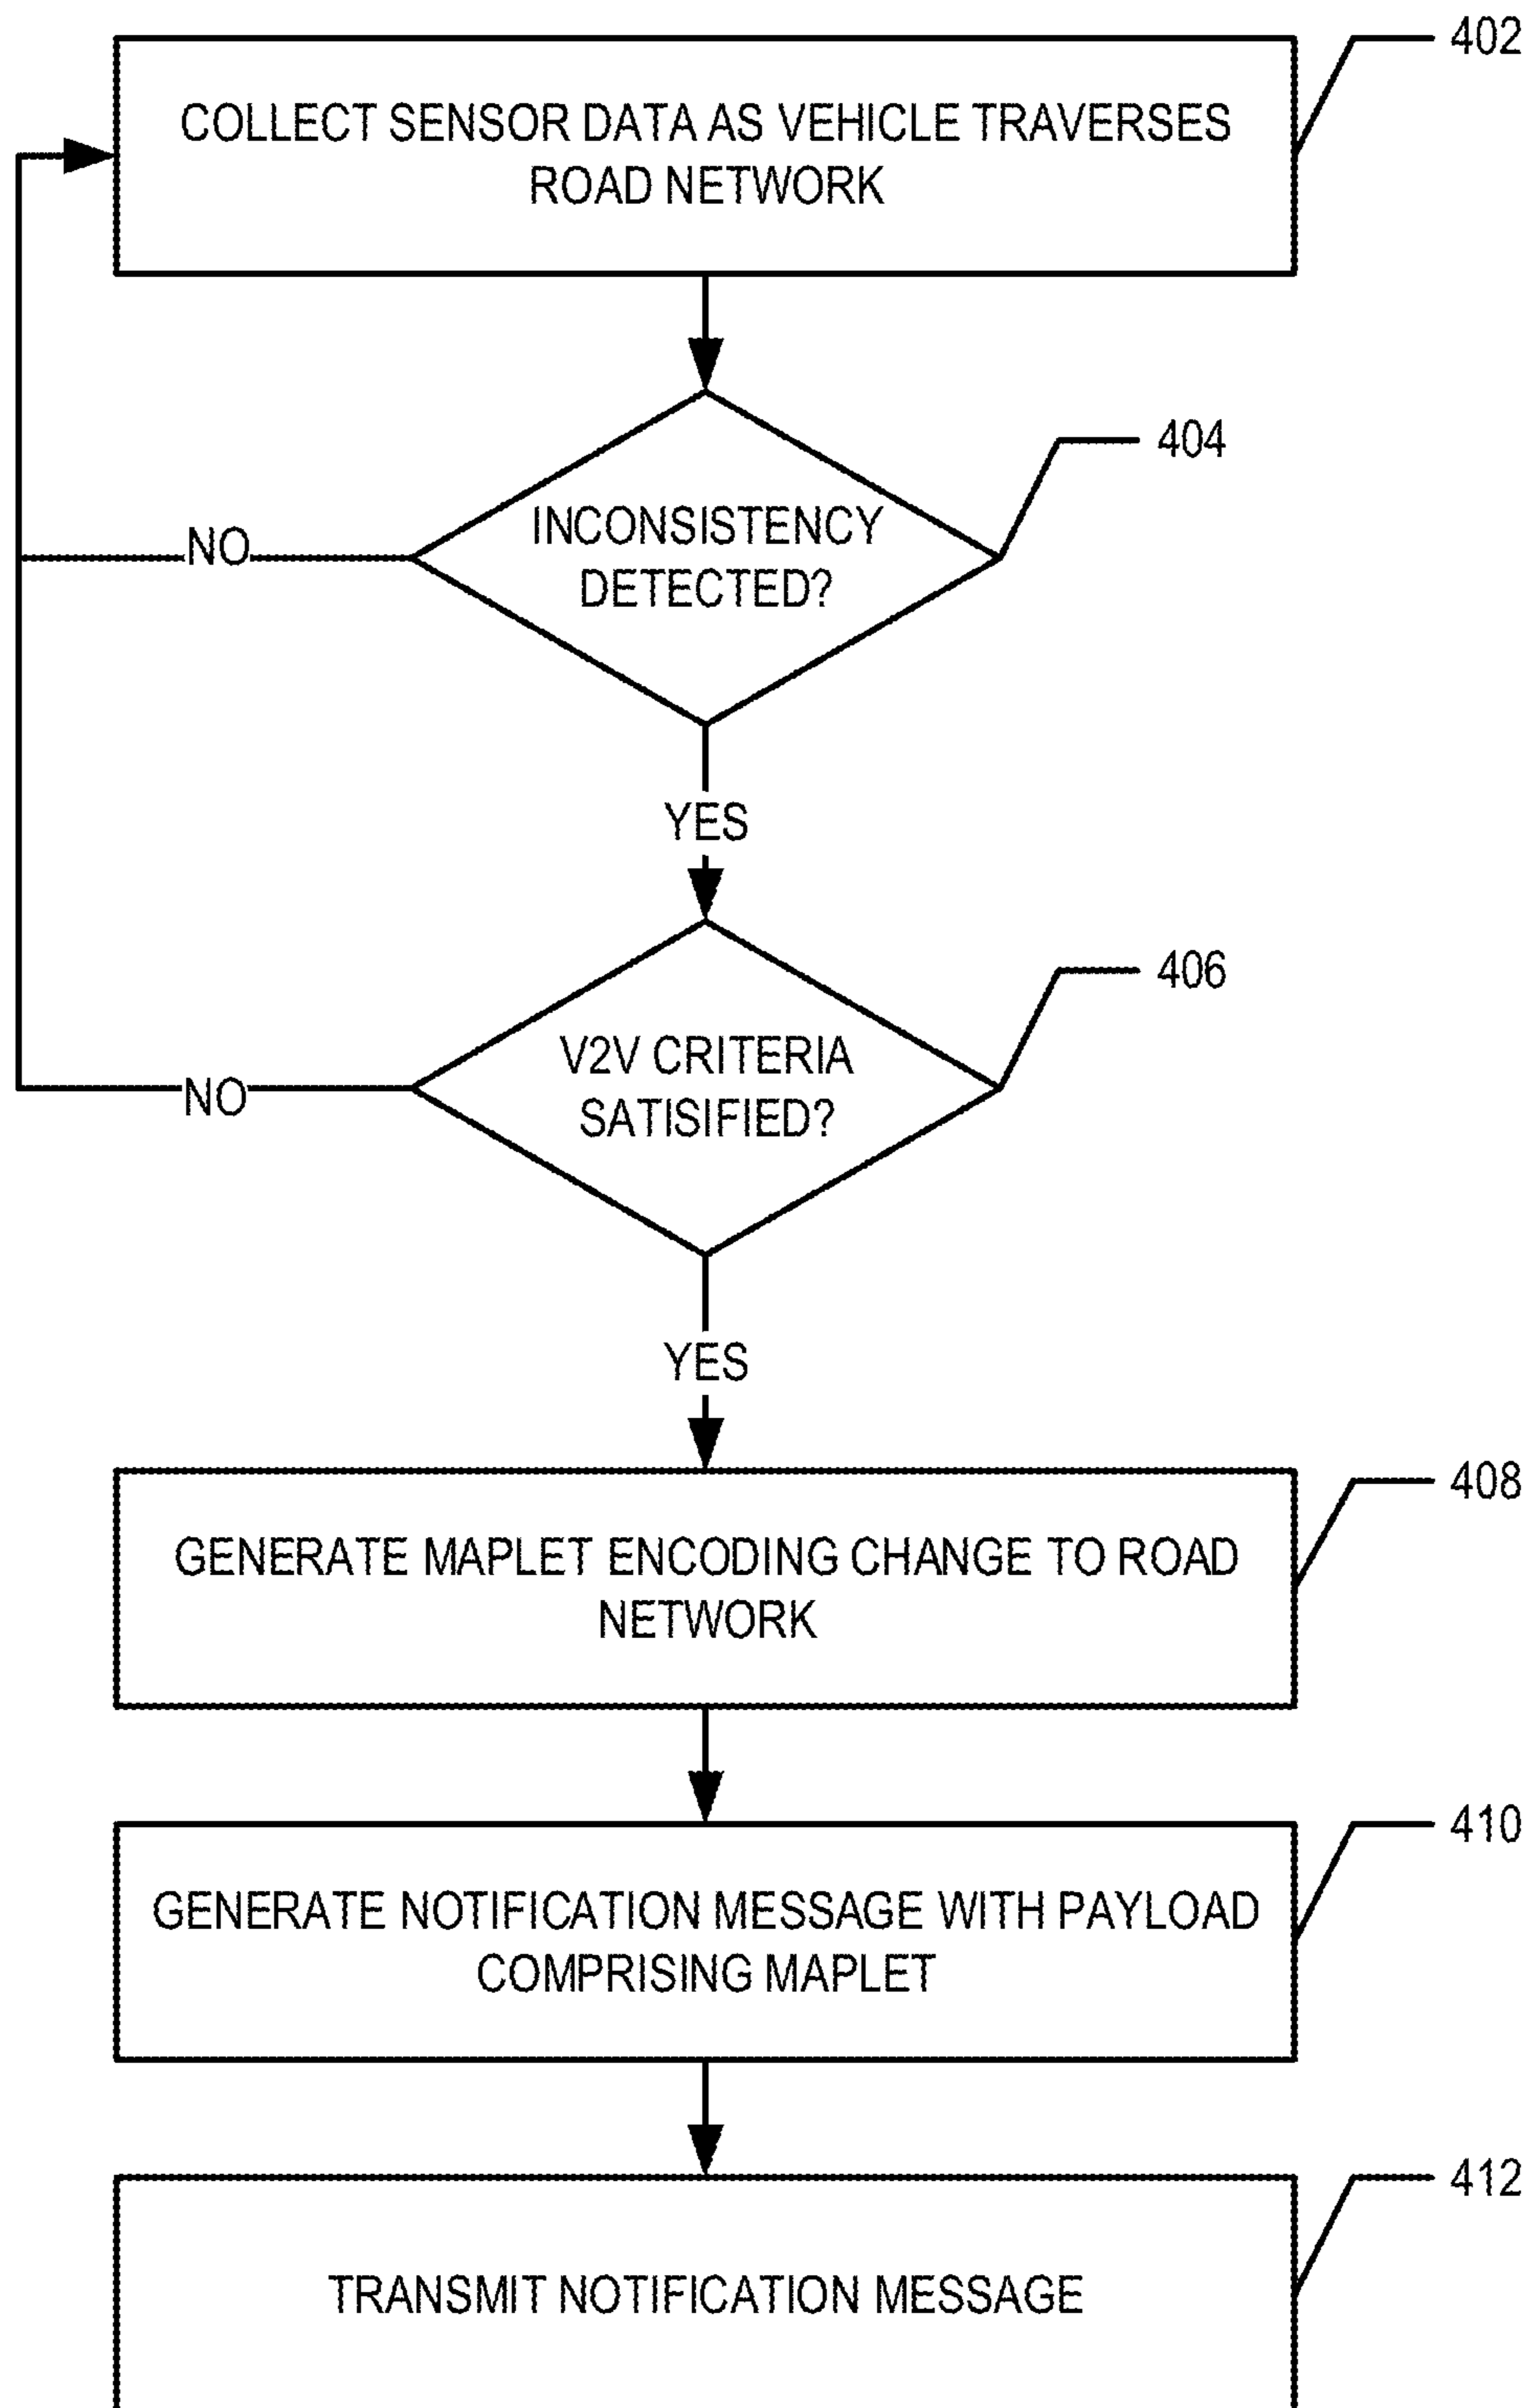 402
COLLECT SENSOR DATA AS VEHICLE TRAVERSES
ROAD NETWORK
404
INCONSISTENCY
DETECTED?
NO
YES
406
V2V CRITERIA
SATISIFIED?
NO
YES
408
GENERATE MAPLET ENCODING CHANGE TO ROAD
NETWORK
410
GENERATE NOTIFICATION MESSAGE WITH PAYLOAD
COMPRISING MAPLET
412
TRANSMIT NOTIFICATION MESSAGE